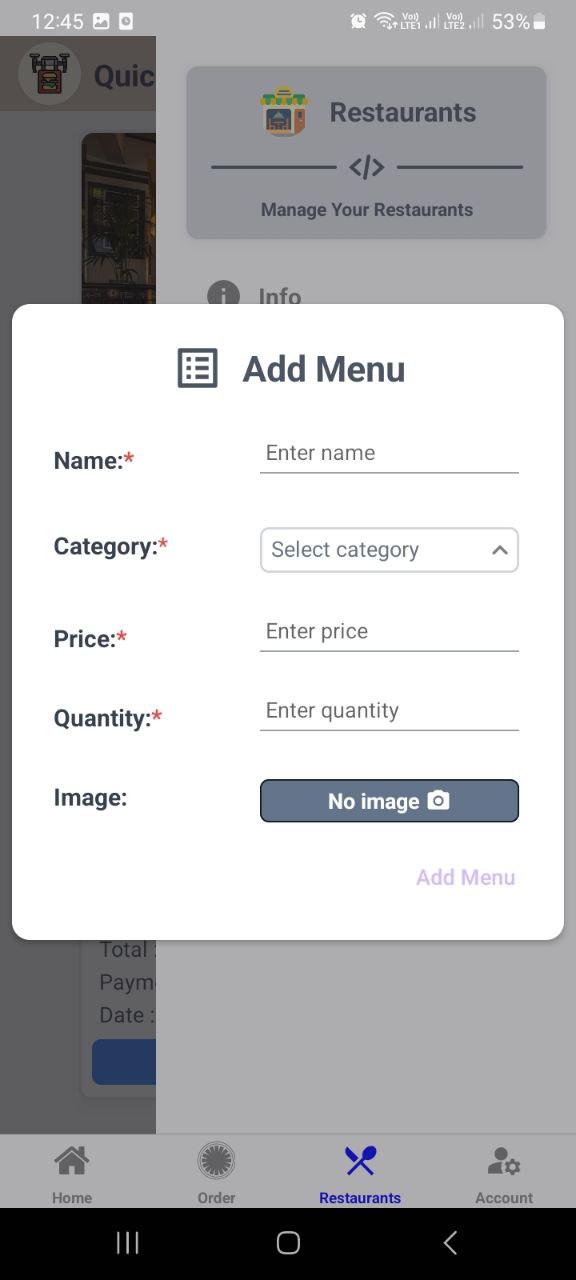 12:45 Vo) LTE1 Vo) LTE2 53%
Quic
Restaurants
</>
Manage Your Restaurants
Info
Add Menu
Name:* Enter name
Category:* Select category
Price:* Enter price
Quantity:* Enter quantity
Image: No image
Add Menu
Total :
Paym
Date :
Home Order Restaurants Account